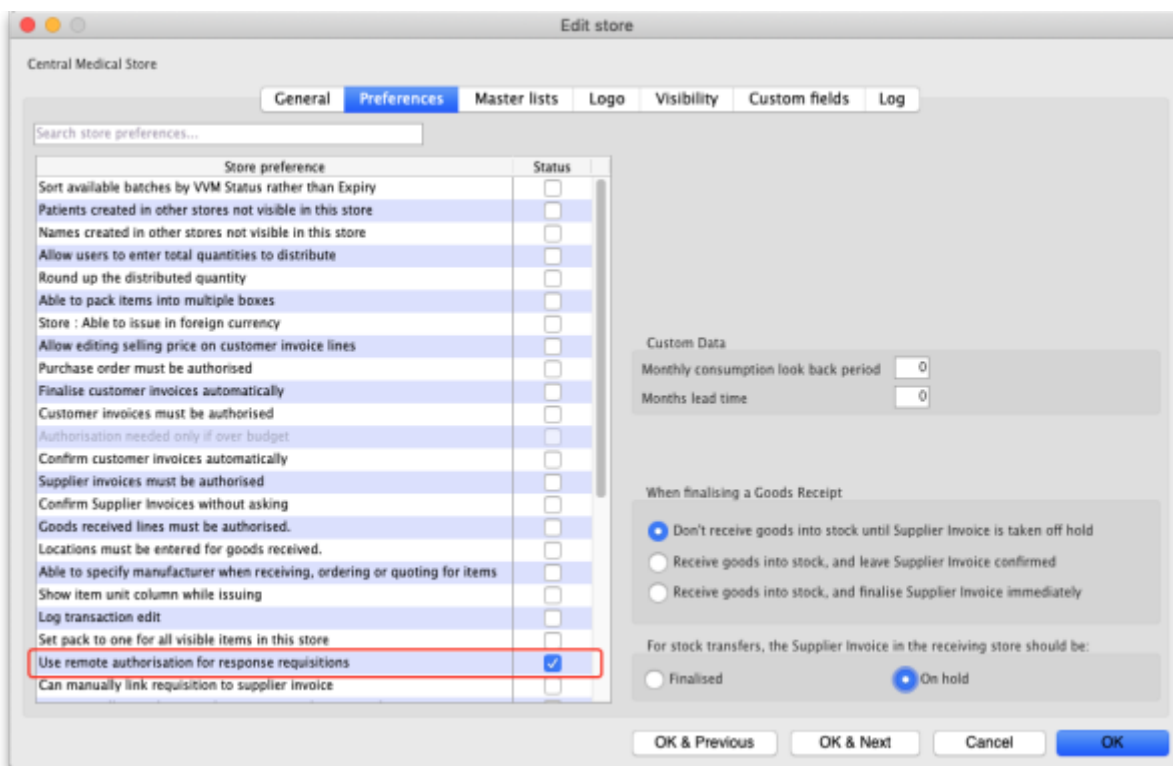 Edit store
Central Medical Store
General Preferences Master lists Logo Visibility Custom fields Log
Search store preferences...
Store preference Status
Sort available batches by VVM Status rather than Expiry
Patients created in other stores not visible in this store
Names created in other stores not visible in this store
Allow users to enter total quantities to distribute
Round up the distributed quantity
Able to pack items into multiple boxes
Store : Able to issue in foreign currency
Allow editing selling price on customer invoice lines
Purchase order must be authorised
Finalise customer invoices automatically
Customer invoices must be authorised
Authorisation needed only if over budget
Confirm customer invoices automatically
Supplier invoices must be authorised
Confirm Supplier Invoices without asking
Goods received lines must be authorised.
Locations must be entered for goods received.
Able to specify manufacturer when receiving, ordering or quoting for items
Show item unit column while issuing
Log transaction edit
Set pack to one for all visible items in this store
Use remote authorisation for response requisitions
Can manually link requisition to supplier invoice
Custom Data
Monthly consumption look back period 0
Months lead time 0
When finalising a Goods Receipt
Don't receive goods into stock until Supplier Invoice is taken off hold
Receive goods into stock, and leave Supplier Invoice confirmed
Receive goods into stock, and finalise Supplier Invoice immediately
For stock transfers, the Supplier Invoice in the receiving store should be:
Finalised On hold
OK & Previous OK & Next Cancel OK